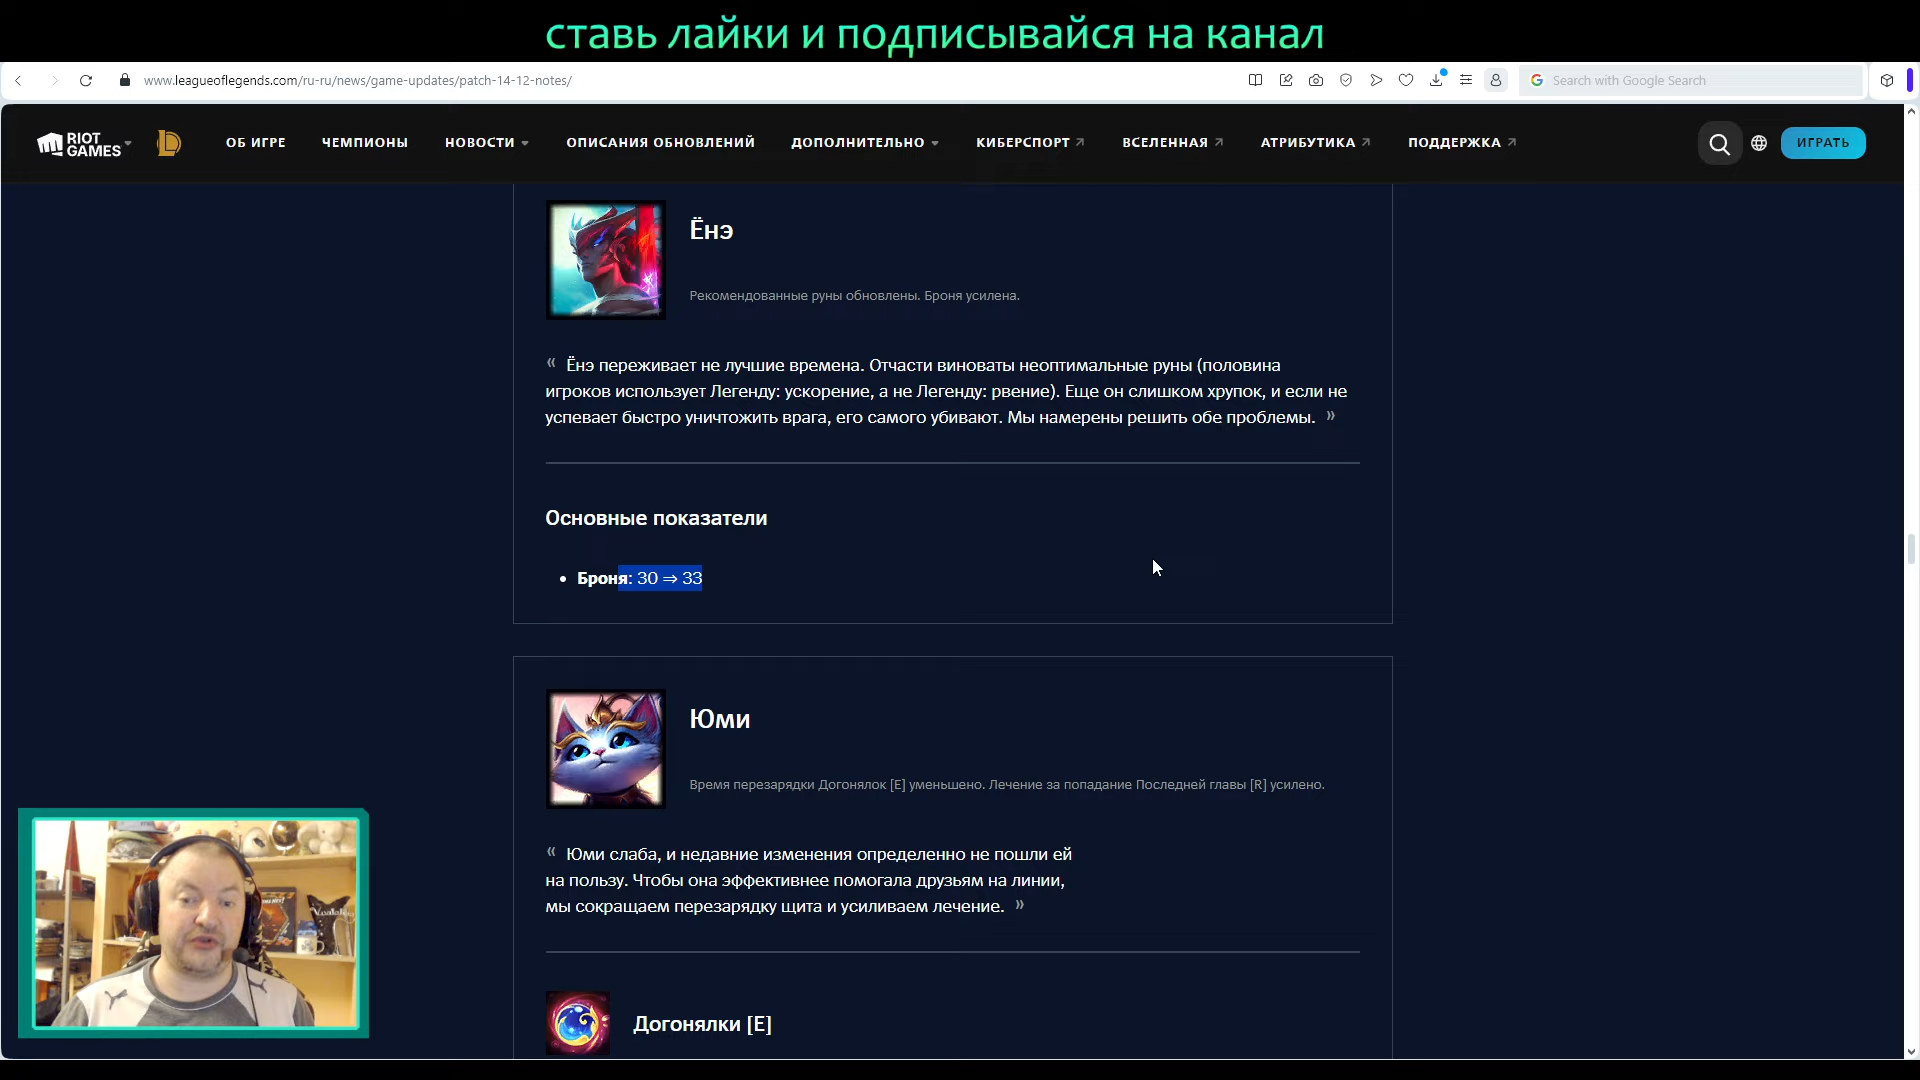 ставь лайки и подписывайся на канал
www.leagueoflegends.com/ru-ru/news/game-updates/patch-14-12-notes/
Search with Google Search
RIOT GAMES
ОБ ИГРЕ
ЧЕМПИОНЫ
НОВОСТИ
ОПИСАНИЯ ОБНОВЛЕНИЙ
ДОПОЛНИТЕЛЬНО
КИБЕРСПОРТ
ВСЕЛЕННАЯ
АТРИБУТИКА
ПОДДЕРЖКА
ИГРАТЬ
Ёнэ
Рекомендованные руны обновлены. Броня усилена.
« Ёнэ переживает не лучшие времена. Отчасти виноваты неоптимальные руны (половина
игроков использует Легенду: ускорение, а не Легенду: рвение). Еще он слишком хрупок, и если не
успевает быстро уничтожить врага, его самого убивают. Мы намерены решить обе проблемы. »
Основные показатели
• Броня: 30 ⇒ 33
Юми
Время перезарядки Догонялок [E] уменьшено. Лечение за попадание Последней главы [R] усилено.
« Юми слаба, и недавние изменения определенно не пошли ей
на пользу. Чтобы она эффективнее помогала друзьям на линии,
мы сокращаем перезарядку щита и усиливаем лечение. »
Догонялки [E]